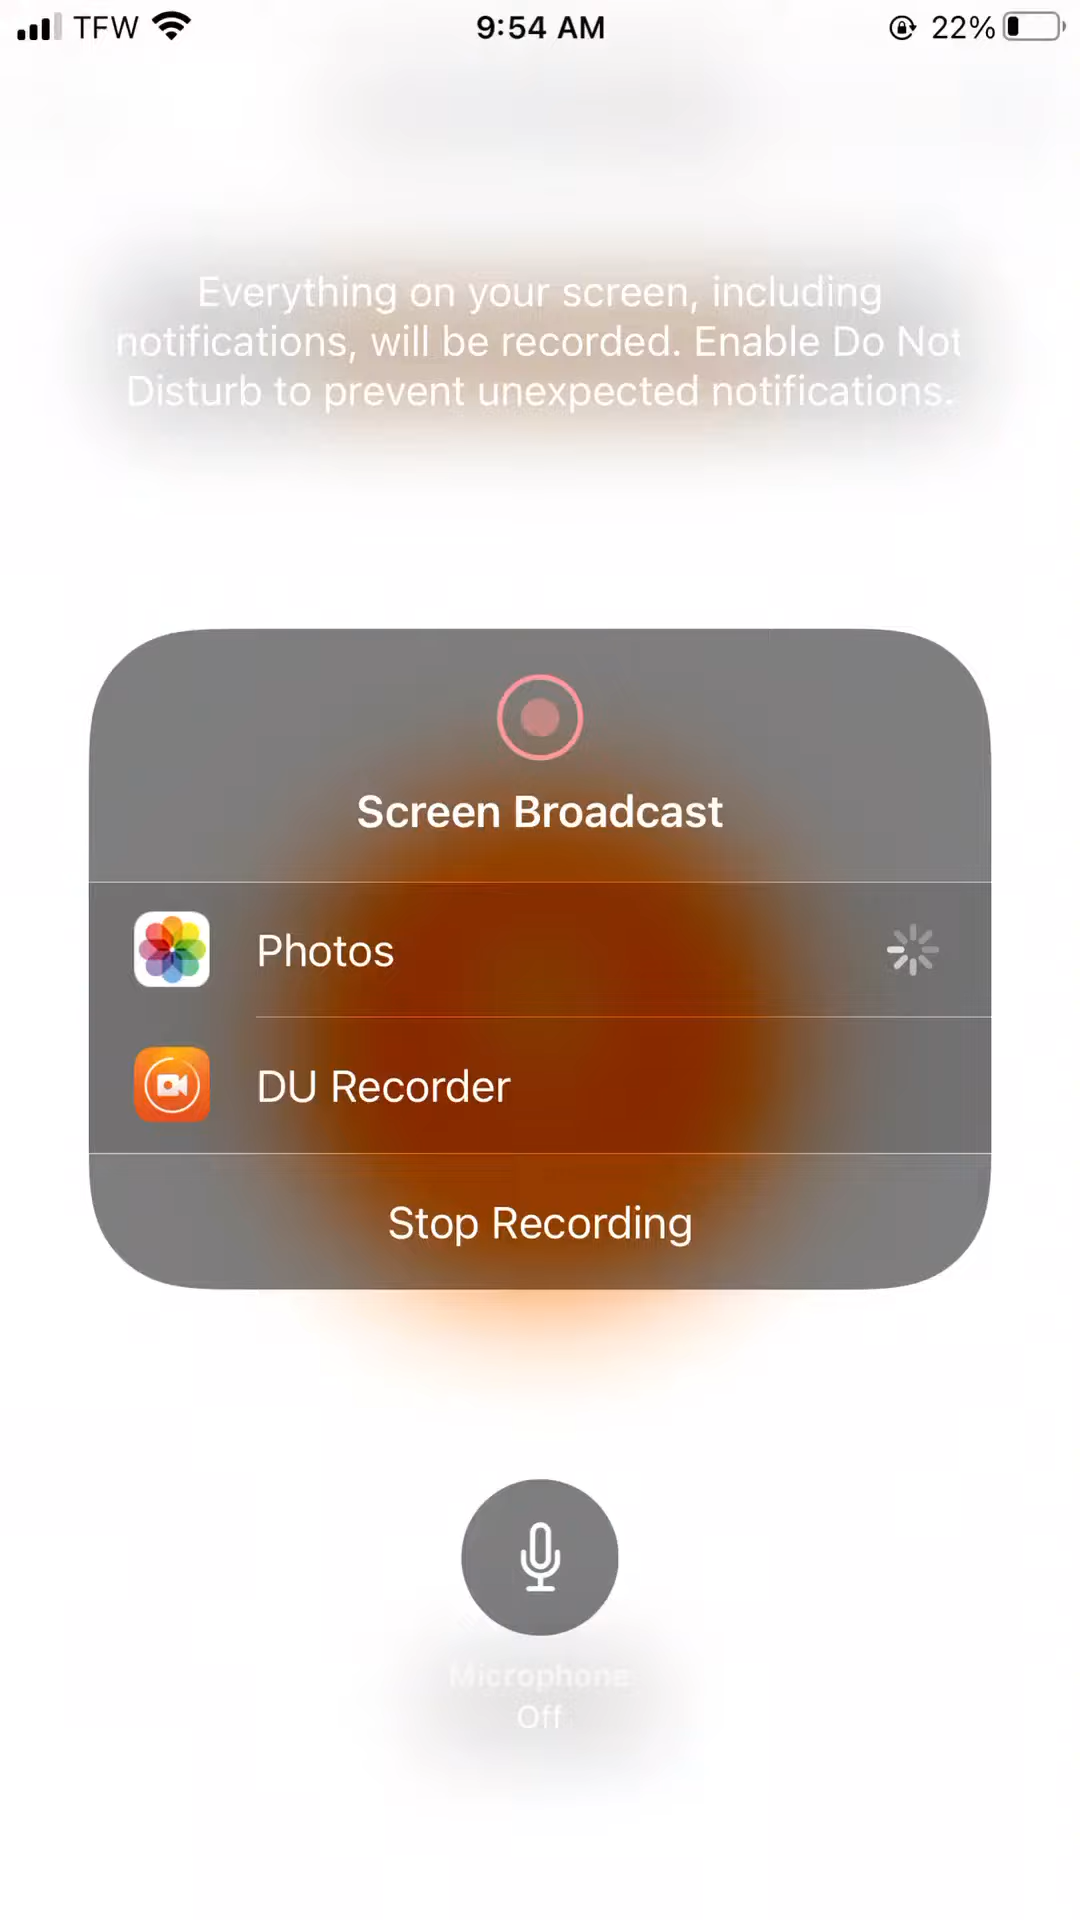 TFW 9:54 AM 22%
Everything on your screen, including
notifications, will be recorded. Enable Do Not
Disturb to prevent unexpected notifications.
Screen Broadcast
Photos
DU Recorder
Stop Recording
Microphone
Off